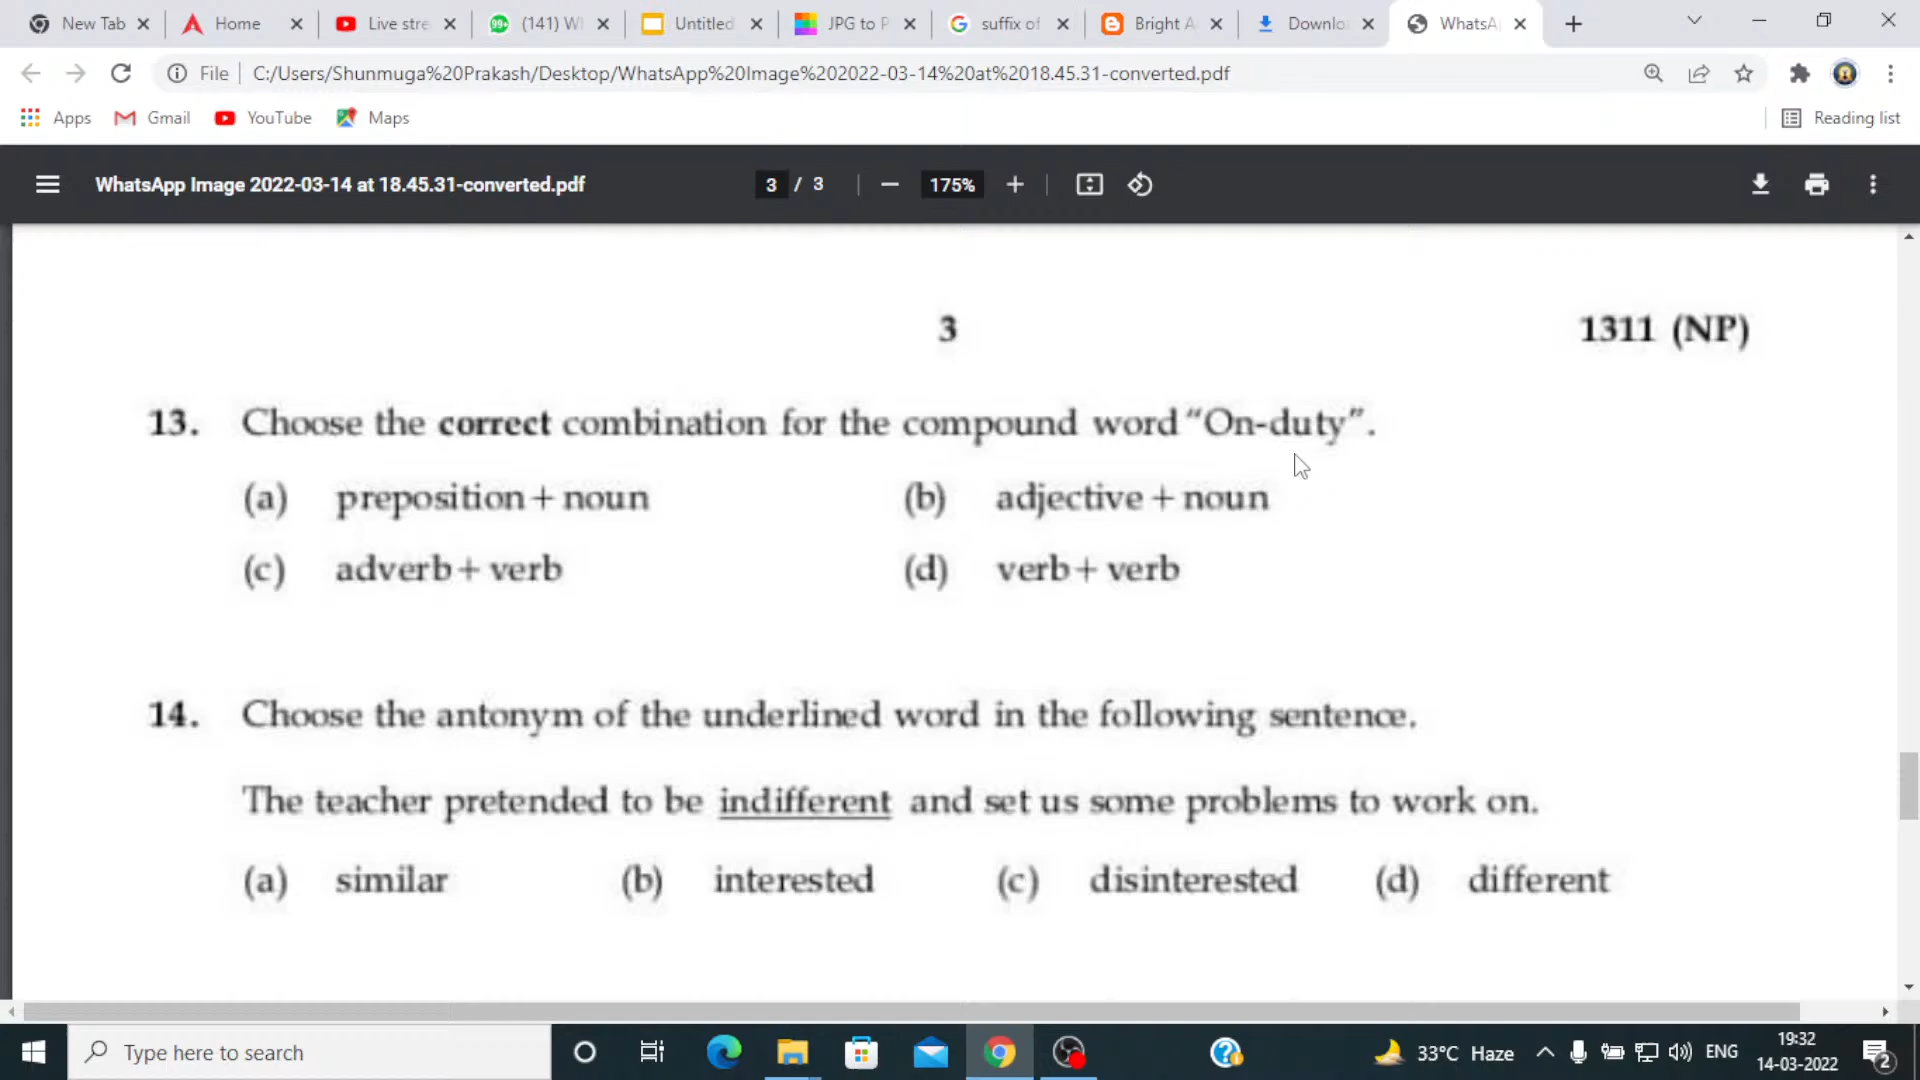 New Tab
Home
Live stre
(141) W
Untitled
JPG to P
suffix of
Bright A
Downlo
WhatsA
File
C:/Users/Shunmuga%20Prakash/Desktop/WhatsApp%20Image%202022-03-14%20at%2018.45.31-converted.pdf
Apps
Gmail
YouTube
Maps
Reading list
WhatsApp Image 2022-03-14 at 18.45.31-converted.pdf
3 / 3
175%
3
1311 (NP)
13. Choose the correct combination for the compound word “On-duty”.
(a) preposition + noun (b) adjective + noun
(c) adverb + verb (d) verb + verb
14. Choose the antonym of the underlined word in the following sentence.
The teacher pretended to be indifferent and set us some problems to work on.
(a) similar (b) interested (c) disinterested (d) different
Type here to search
33°C Haze
ENG
19:32
14-03-2022
2